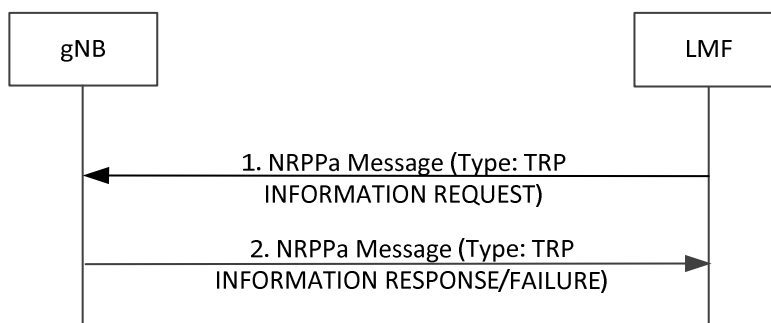 gNB
LMF
1. NRPPa Message (Type: TRP
INFORMATION REQUEST)
2. NRPPa Message (Type: TRP
INFORMATION RESPONSE/FAILURE)